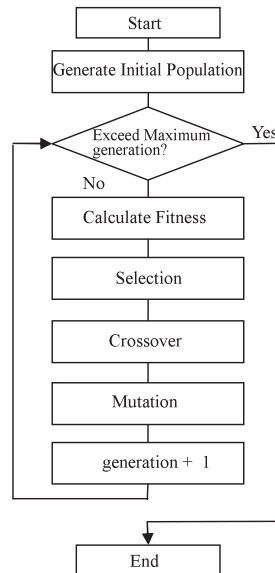 Start
Generate Initial Population
Exceed Maximum
generation?
Yes
No
Calculate Fitness
Selection
Crossover
Mutation
generation + 1
End